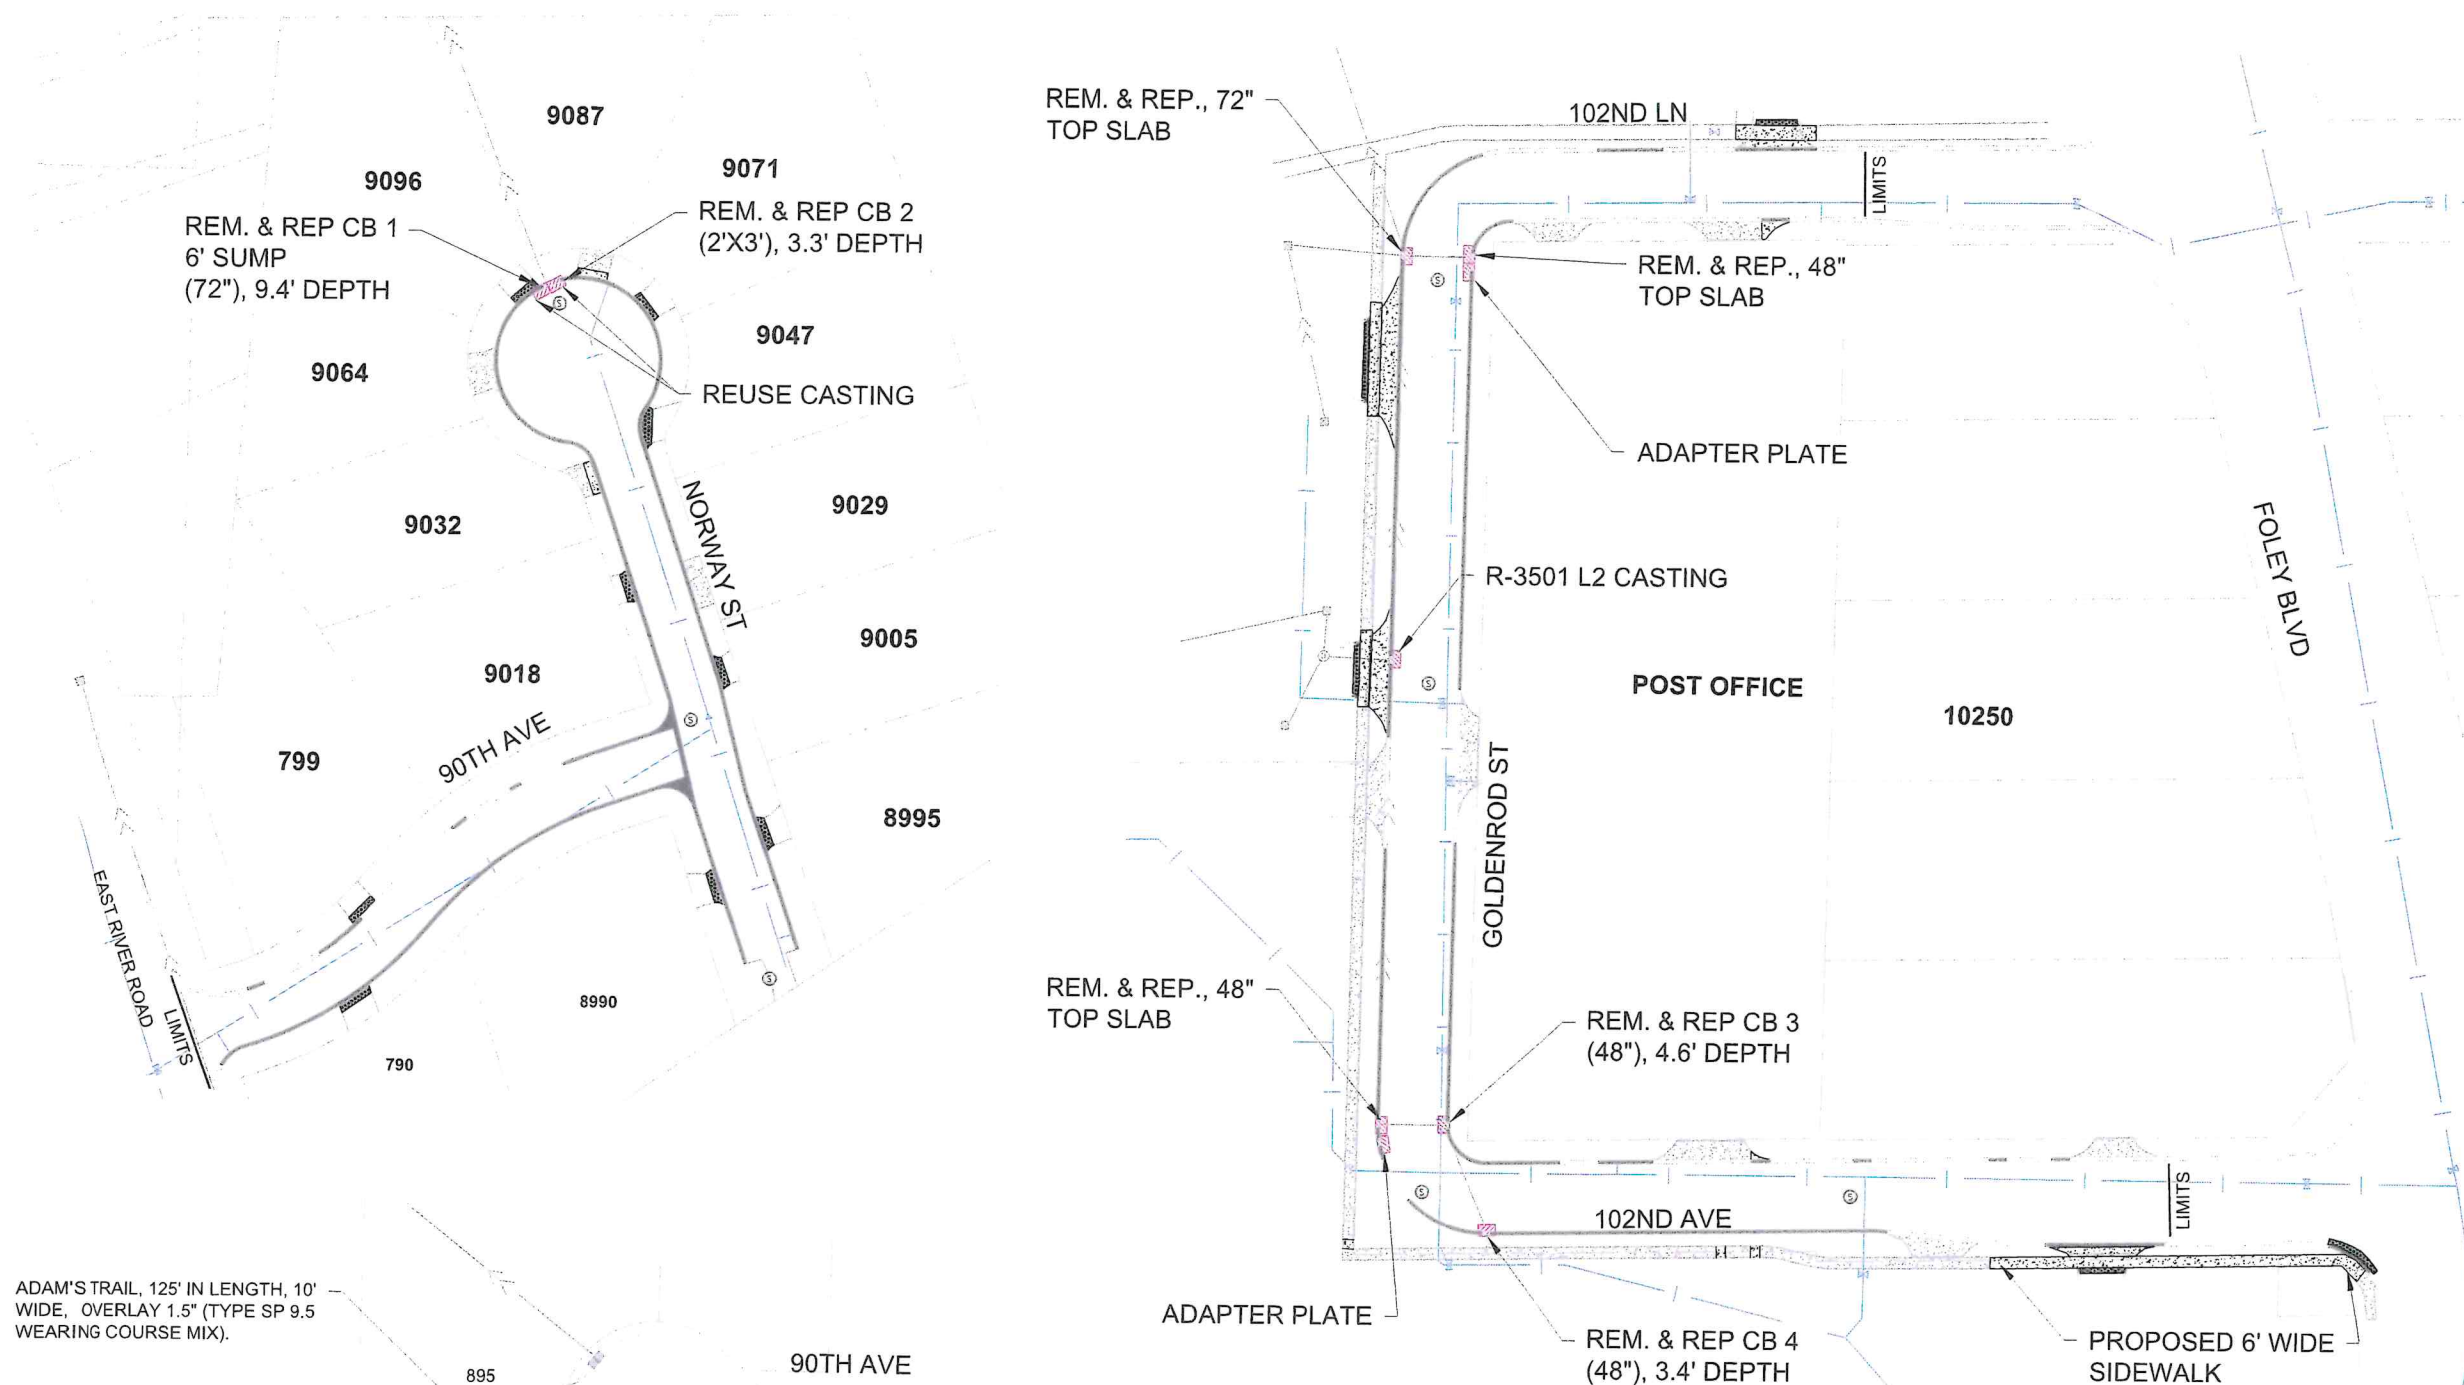 9087
9096
9071
REM. & REP CB 1
6' SUMP
(72"), 9.4' DEPTH
REM. & REP CB 2
(2'X3'), 3.3' DEPTH
9047
9064
REUSE CASTING
9032
NORWAY ST
9029
9018
9005
799
90TH AVE
8995
EAST RIVER ROAD
LIMITS
8990
790
ADAM'S TRAIL, 125' IN LENGTH, 10'
WIDE, OVERLAY 1.5" (TYPE SP 9.5
WEARING COURSE MIX).
895
90TH AVE
REM. & REP., 72"
TOP SLAB
102ND LN
LIMITS
REM. & REP., 48"
TOP SLAB
ADAPTER PLATE
R-3501 L2 CASTING
FOLEY BLVD
POST OFFICE
10250
GOLDENROD ST
REM. & REP., 48"
TOP SLAB
REM. & REP CB 3
(48"), 4.6' DEPTH
LIMITS
102ND AVE
ADAPTER PLATE
REM. & REP CB 4
(48"), 3.4' DEPTH
PROPOSED 6' WIDE
SIDEWALK
S
S
S
S
S
S
S